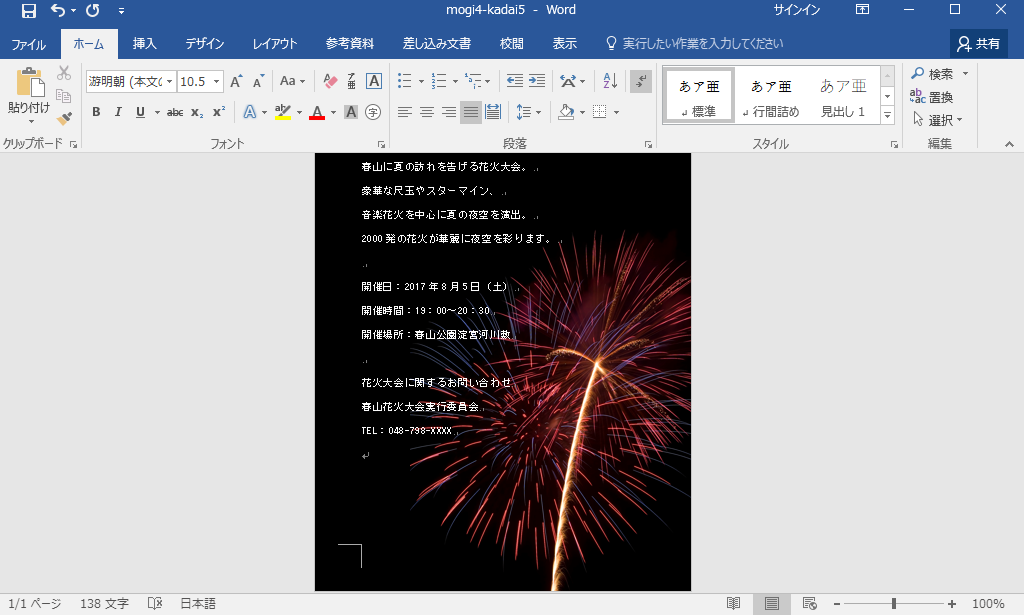 mogi4-kadai5 - Word
サインイン
ファイル ホーム 挿入 デザイン レイアウト 参考資料 差し込み文書 校閲 表示 実行したい作業を入力してください 共有
貼り付け
游明朝 (本文の 10.5
A A Aa 亜 A
B I U abc x₂ x² A ab A A 字
あア亜 あア亜 あア亜
標準 行間詰め 見出し 1
検索
置換
選択
クリップボード フォント 段落 スタイル 編集
春山に夏の訪れを告げる花火大会。
豪華な尺玉やスターマイン、
音楽花火を中心に夏の夜空を演出。
2000 発の花火が華麗に夜空を彩ります。
開催日：2017 年 8 月 5 日（土）
開催時間：19：00～20：30
開催場所：春山公園淀宮河川敷
花火大会に関するお問い合わせ
春山花火大会実行委員会
TEL：048-798-XXXX
1/1 ページ 138 文字 日本語 100%